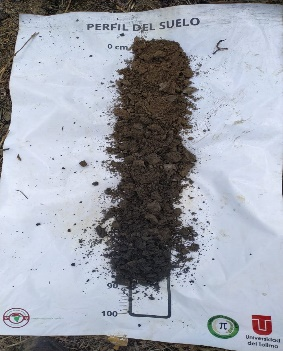 PERFIL DEL SUELO
0 cm
90
100
π
Universidad
del Tolima